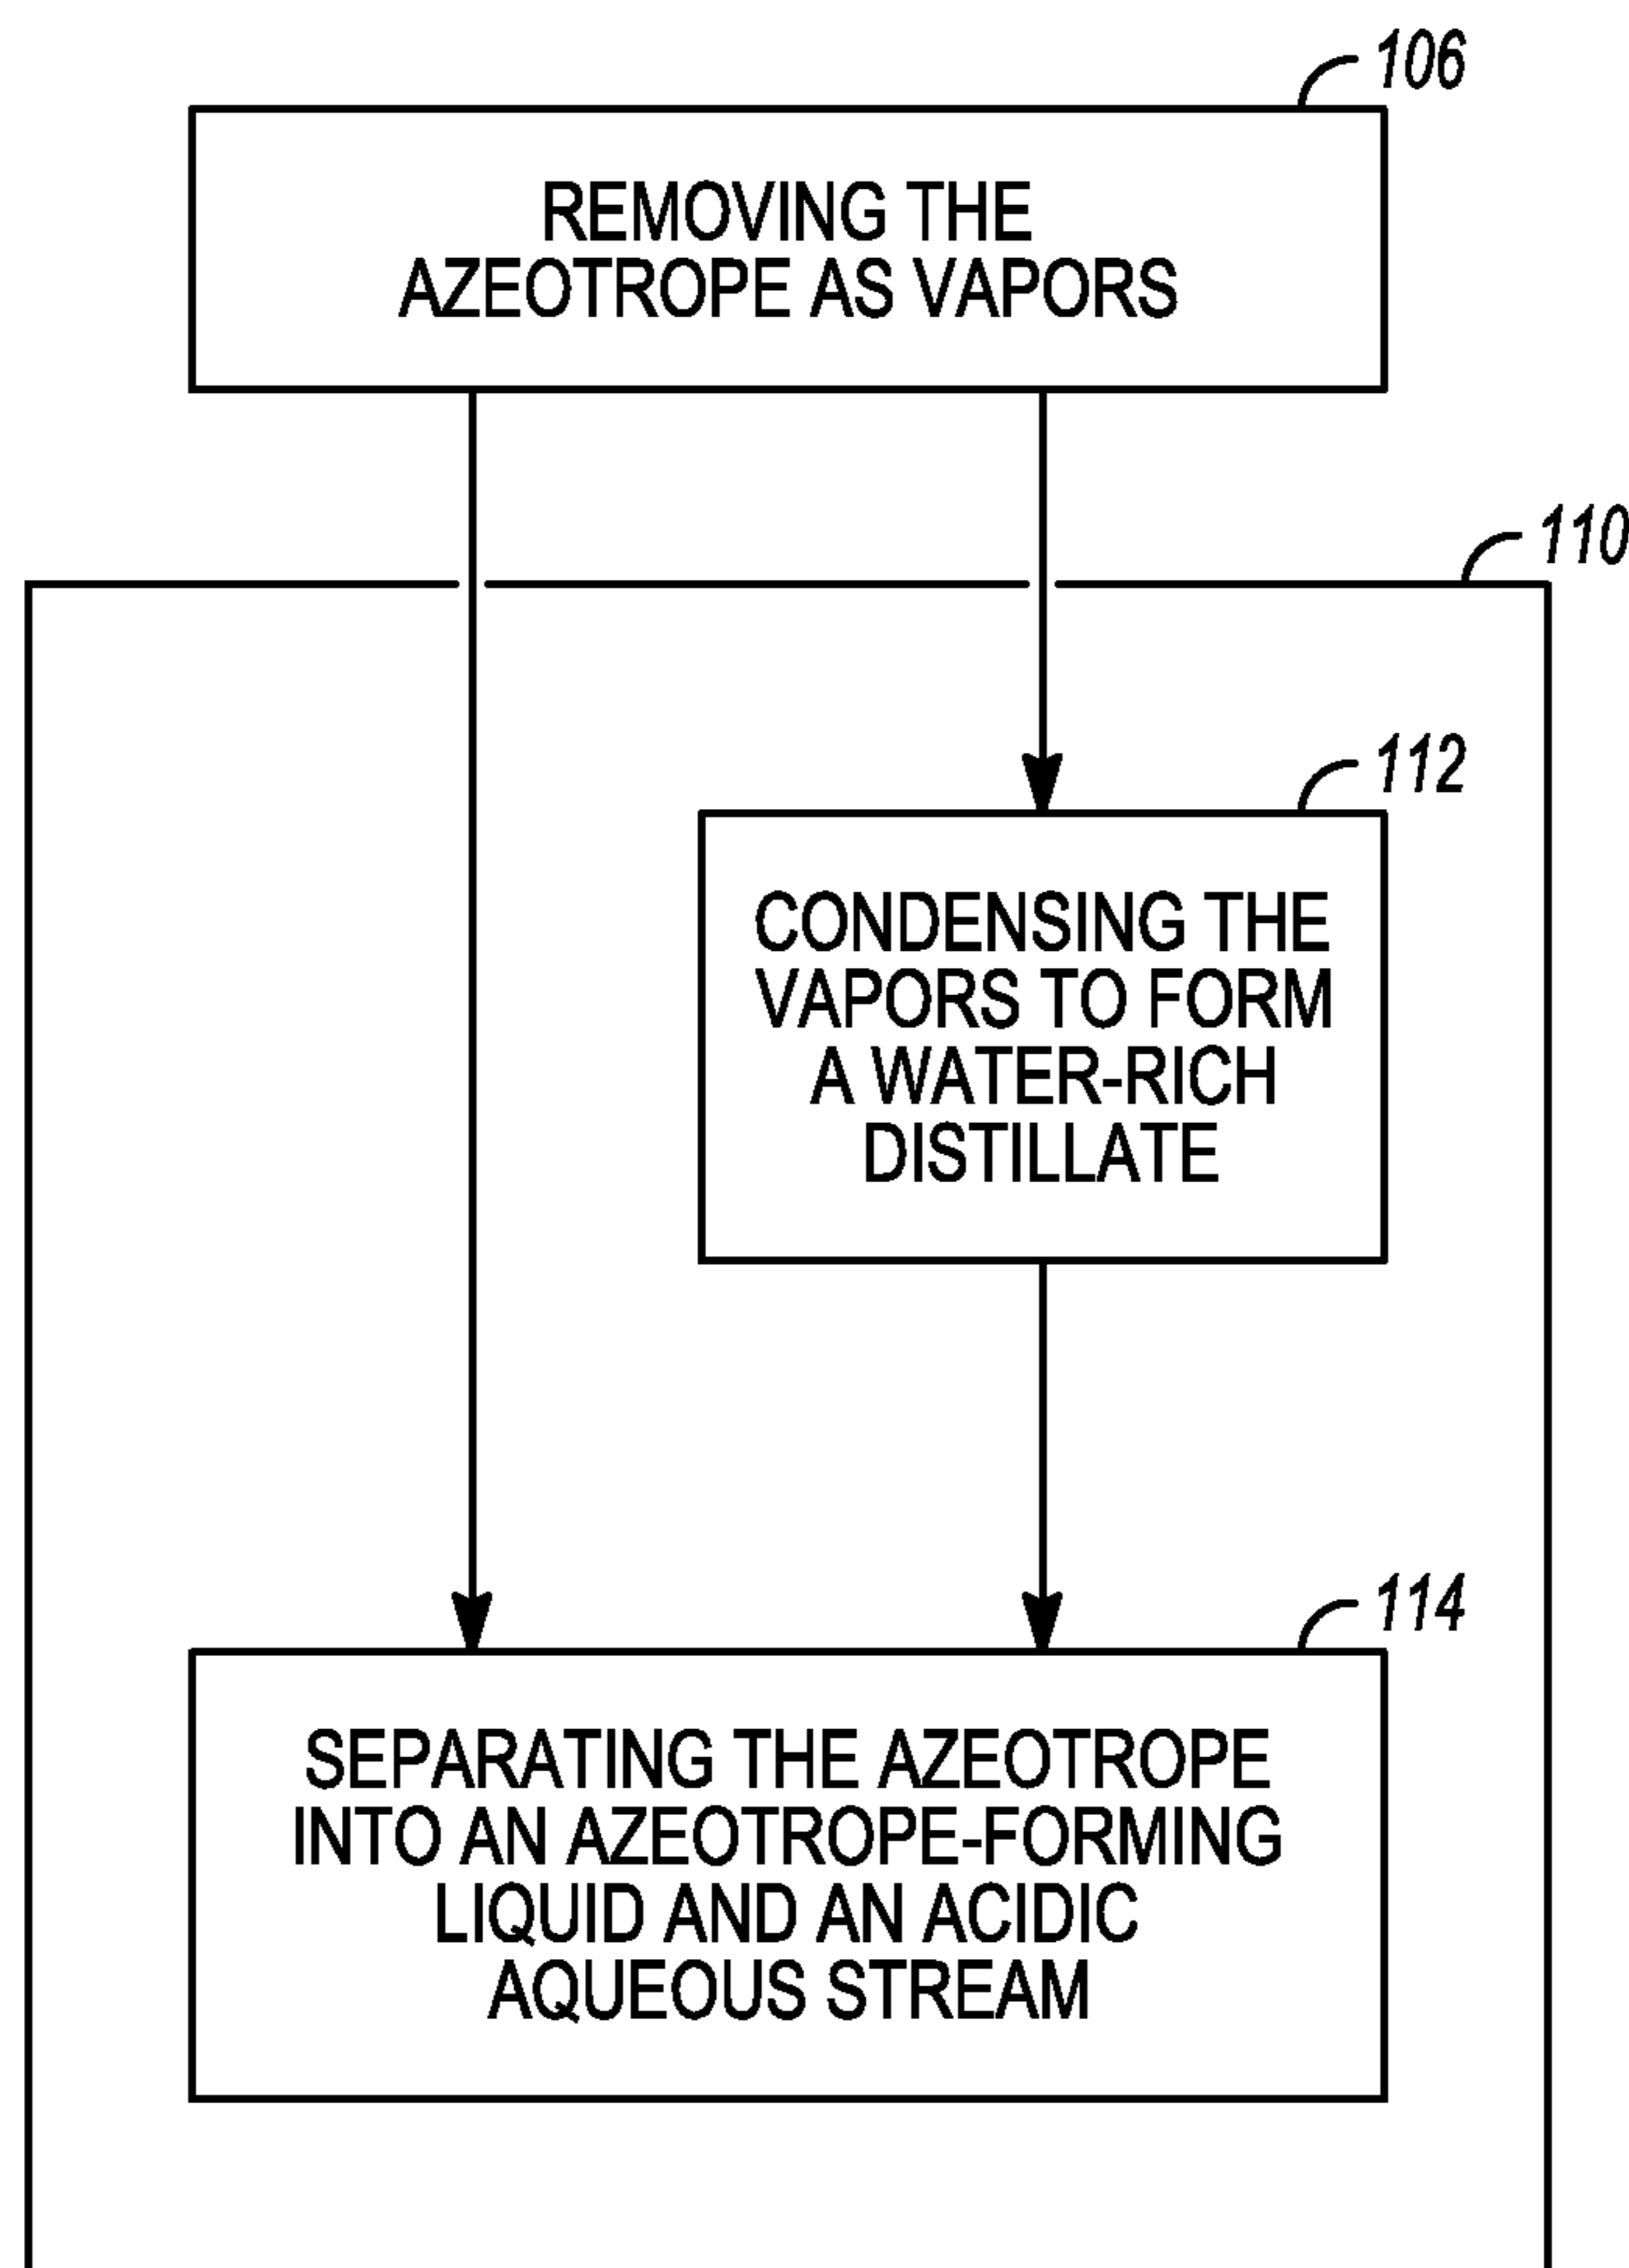 106
REMOVING THE
AZEOTROPE AS VAPORS
110
112
CONDENSING THE
VAPORS TO FORM
A WATER-RICH
DISTILLATE
114
SEPARATING THE AZEOTROPE
INTO AN AZEOTROPE-FORMING
LIQUID AND AN ACIDIC
AQUEOUS STREAM